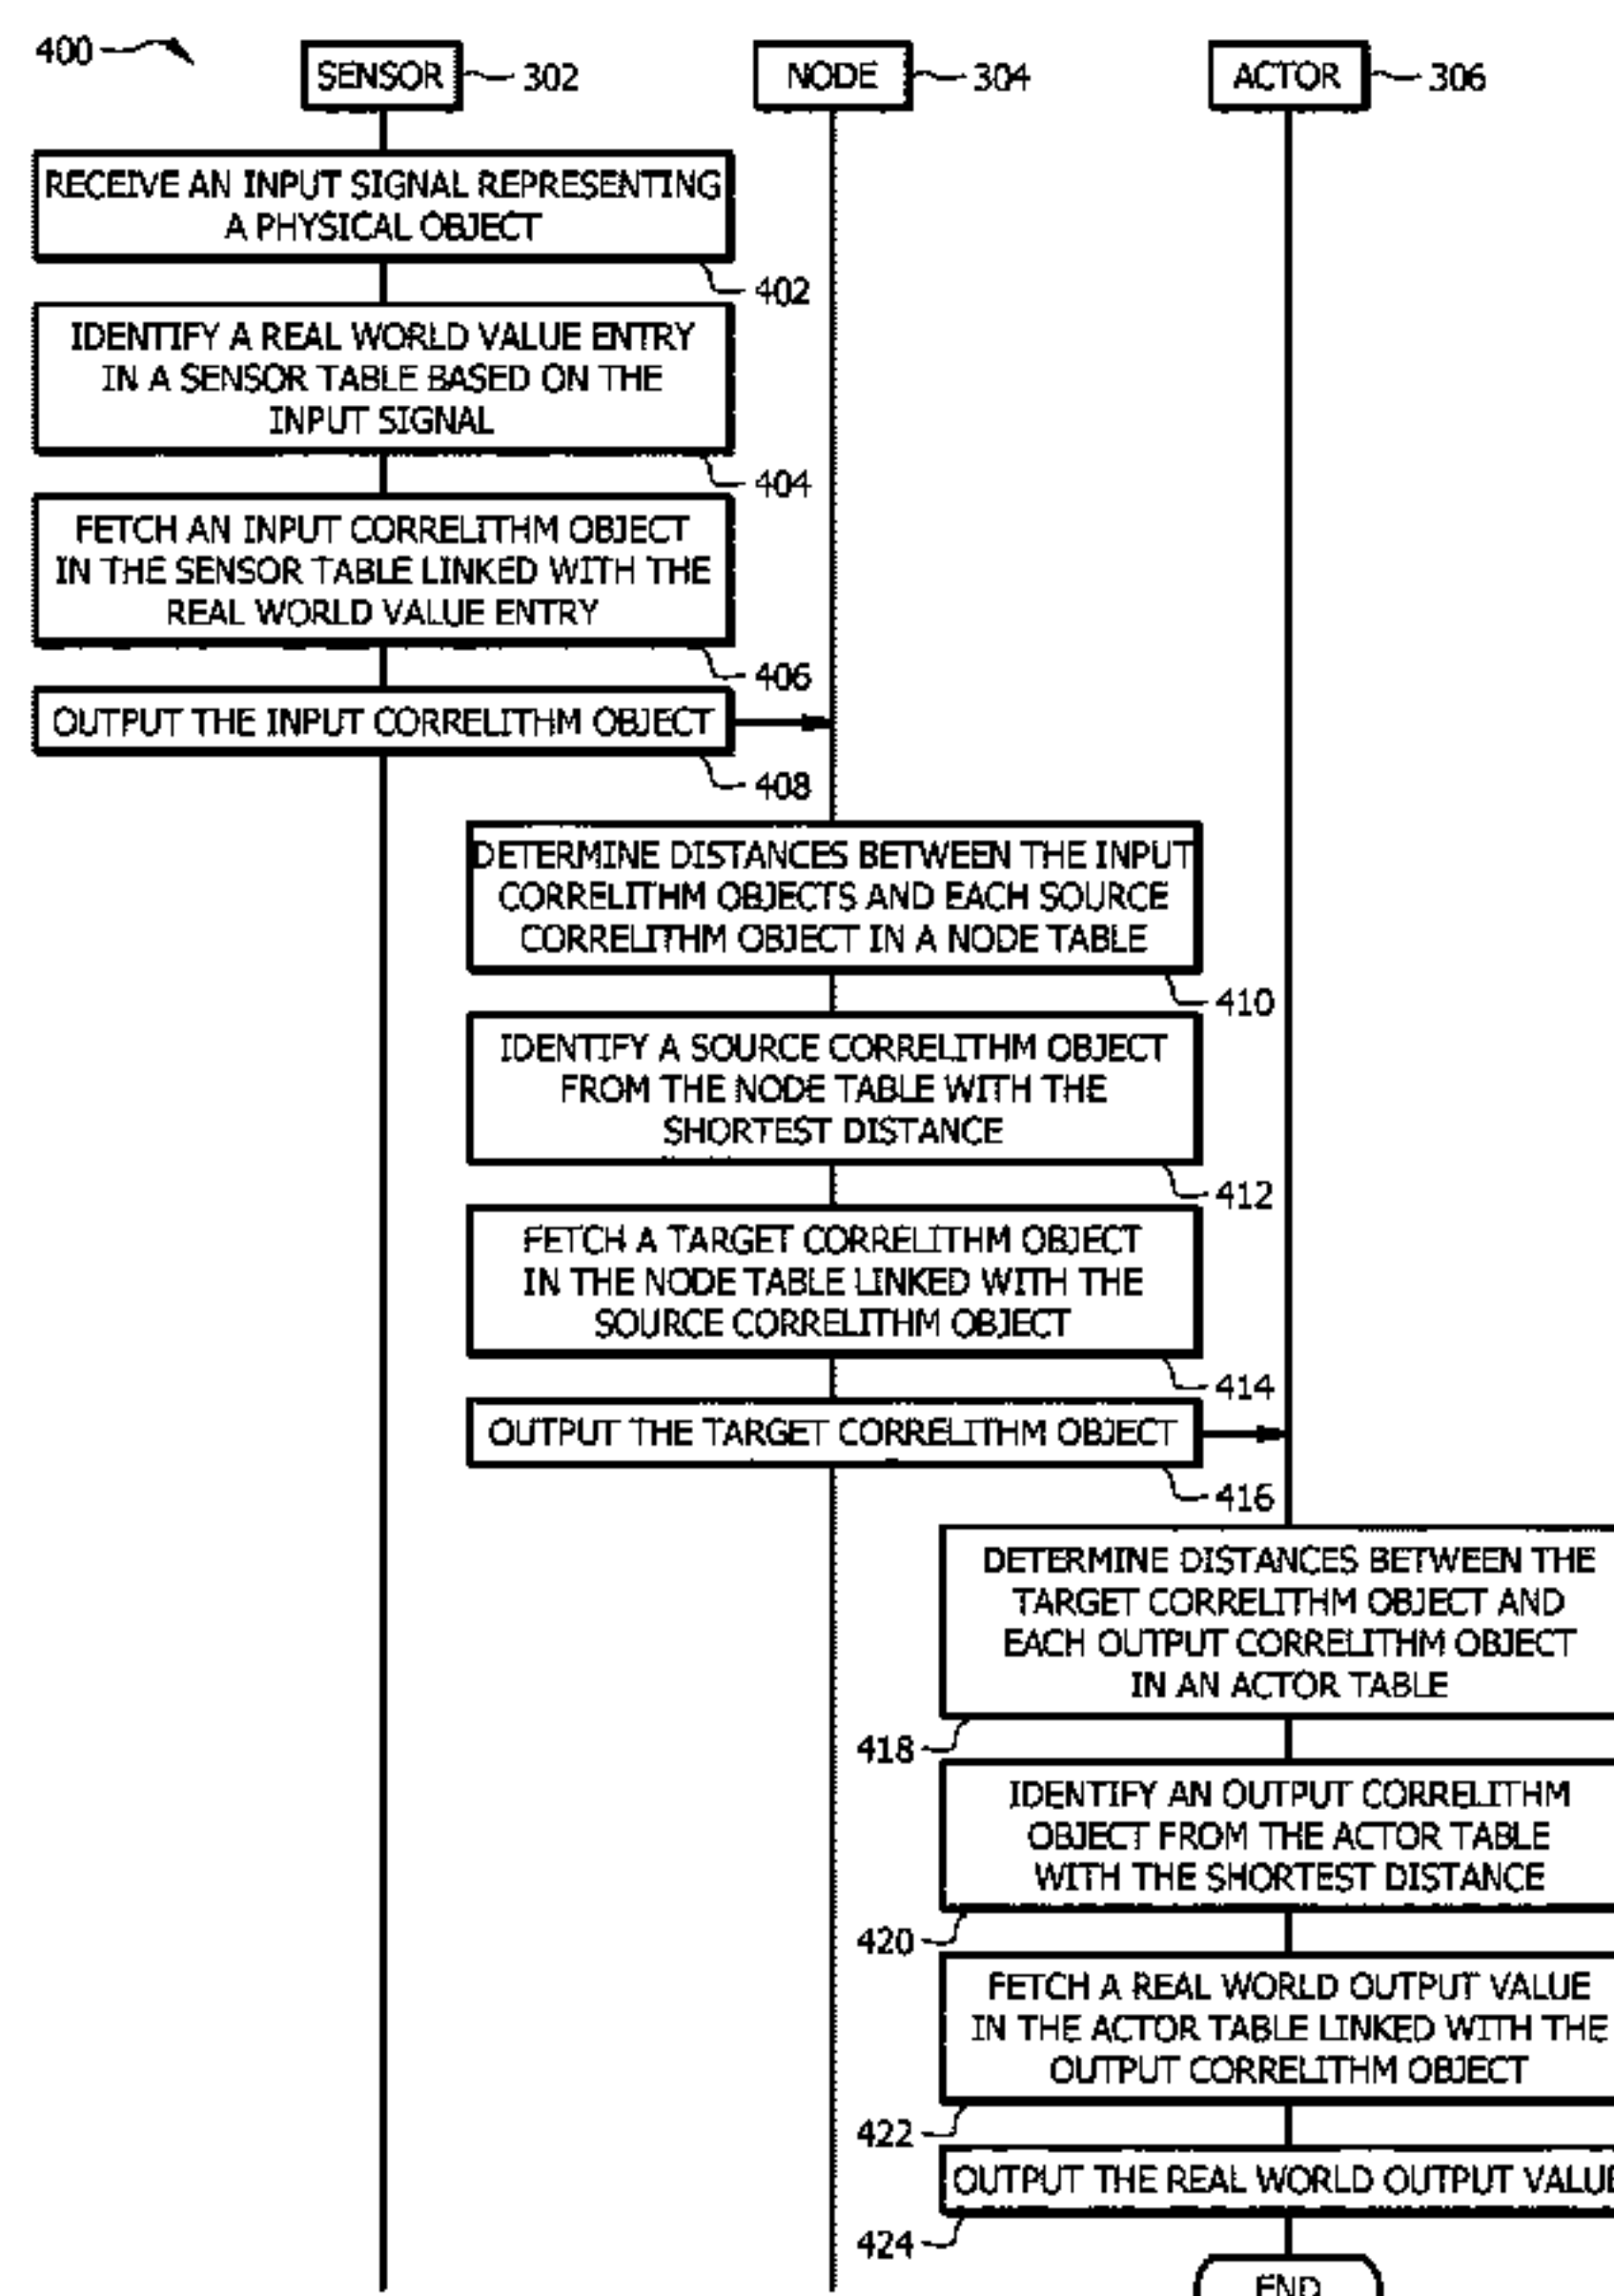 400
SENSOR
302
NODE
304
ACTOR
306
RECEIVE AN INPUT SIGNAL REPRESENTING
A PHYSICAL OBJECT
402
IDENTIFY A REAL WORLD VALUE ENTRY
IN A SENSOR TABLE BASED ON THE
INPUT SIGNAL
404
FETCH AN INPUT CORRELITHM OBJECT
IN THE SENSOR TABLE LINKED WITH THE
REAL WORLD VALUE ENTRY
406
OUTPUT THE INPUT CORRELITHM OBJECT
408
DETERMINE DISTANCES BETWEEN THE INPUT
CORRELITHM OBJECTS AND EACH SOURCE
CORRELITHM OBJECT IN A NODE TABLE
410
IDENTIFY A SOURCE CORRELITHM OBJECT
FROM THE NODE TABLE WITH THE
SHORTEST DISTANCE
412
FETCH A TARGET CORRELITHM OBJECT
IN THE NODE TABLE LINKED WITH THE
SOURCE CORRELITHM OBJECT
414
OUTPUT THE TARGET CORRELITHM OBJECT
416
DETERMINE DISTANCES BETWEEN THE
TARGET CORRELITHM OBJECT AND
EACH OUTPUT CORRELITHM OBJECT
IN AN ACTOR TABLE
418
IDENTIFY AN OUTPUT CORRELITHM
OBJECT FROM THE ACTOR TABLE
WITH THE SHORTEST DISTANCE
420
FETCH A REAL WORLD OUTPUT VALUE
IN THE ACTOR TABLE LINKED WITH THE
OUTPUT CORRELITHM OBJECT
422
OUTPUT THE REAL WORLD OUTPUT VALUE
424
END